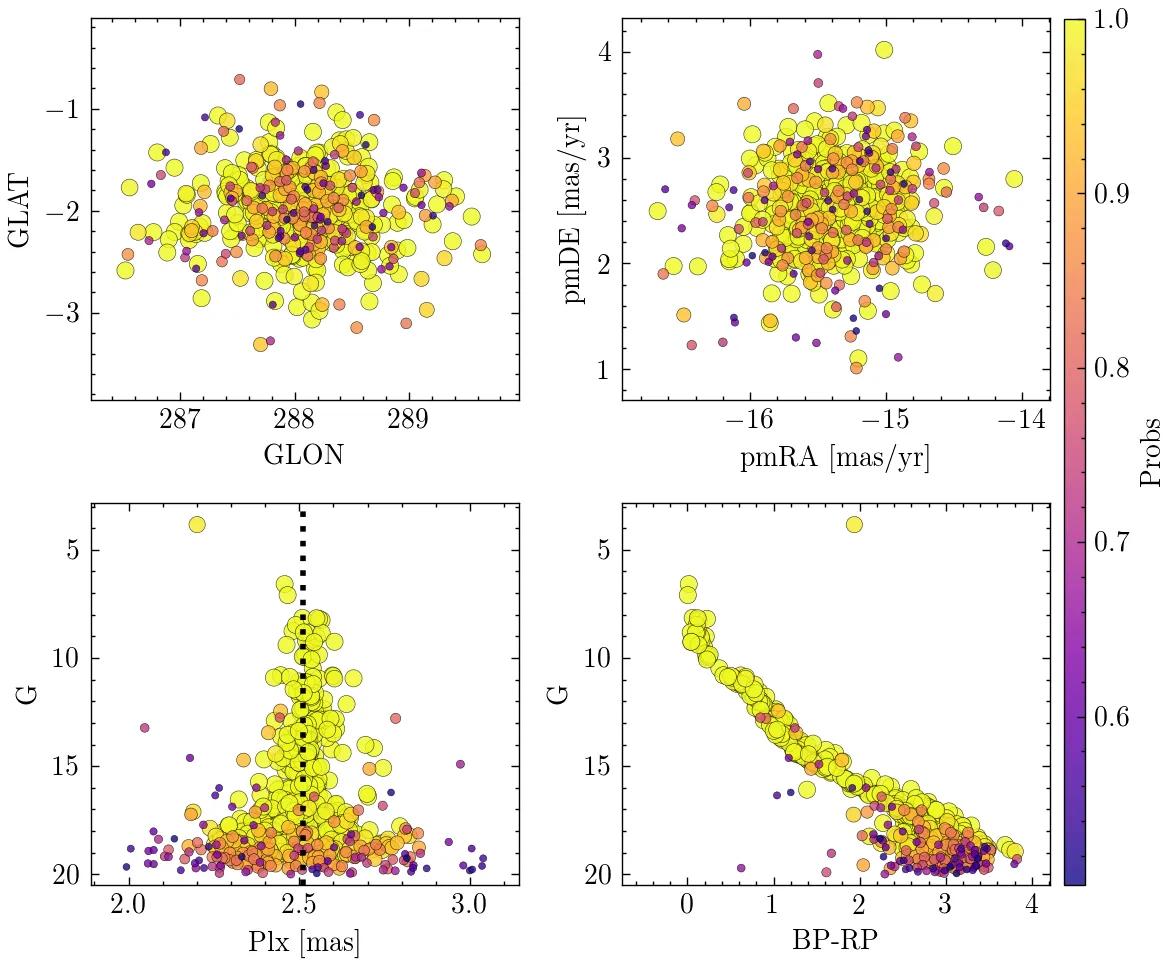 −1
−2
−3
GLAT
287 288 289
GLON
4
3
2
1
pmDE [mas/yr]
−16 −15 −14
pmRA [mas/yr]
1.0
0.9
0.8
0.7
0.6
Probs
5
10
15
20
G
2.0 2.5 3.0
Plx [mas]
5
10
15
20
G
0 1 2 3 4
BP-RP